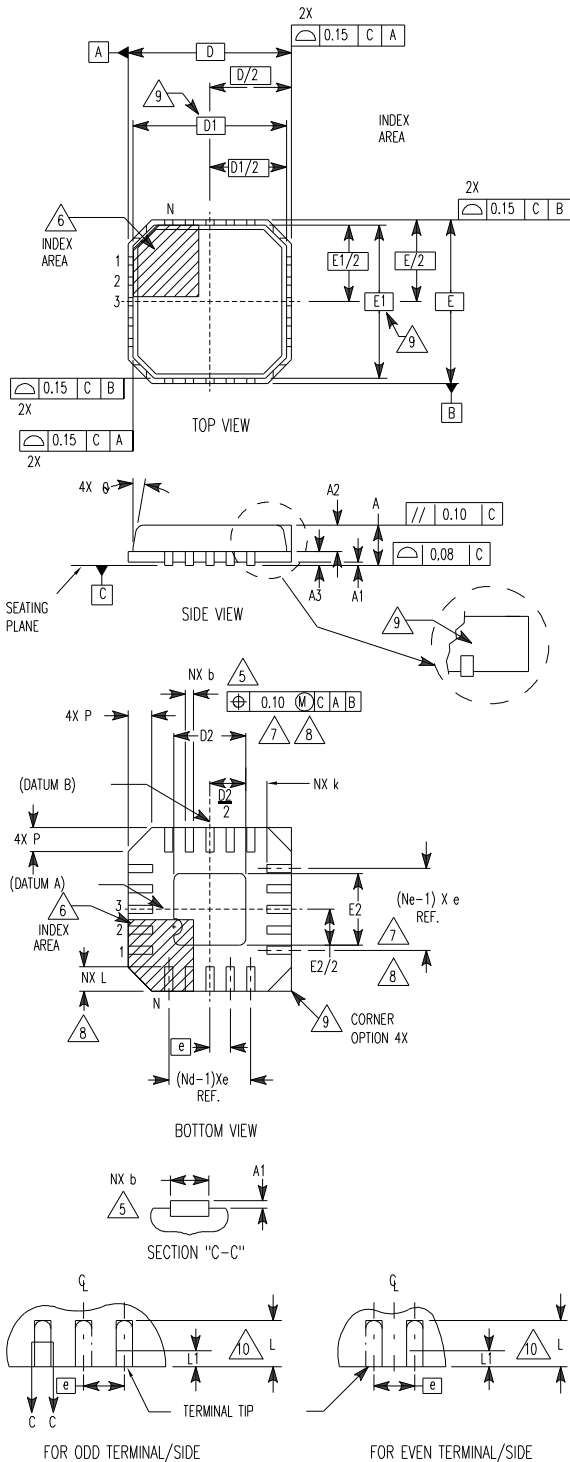 2X
⌓ 0.15 C A
A
D
D/2
9
INDEX
AREA
D1
D1/2
2X
⌓ 0.15 C B
6
INDEX
AREA
N
1
2
3
E1/2
E/2
E1
E
9
⌓ 0.15 C B
2X
⌓ 0.15 C A
2X
B
TOP VIEW
4X θ
A2
A
// 0.10 C
⌓ 0.08 C
A3
A1
C
SEATING
PLANE
SIDE VIEW
9
NX b
5
⌖ 0.10 Ⓜ C A B
4X P
D2
7
8
(DATUM B)
D2
2
NX k
4X P
(DATUM A)
6
INDEX
AREA
3
2
1
E2
E2/2
(Ne-1) X e
REF.
7
8
NX L
8
N
9
CORNER
OPTION 4X
e
(Nd-1)Xe
REF.
BOTTOM VIEW
NX b
5
A1
SECTION "C-C"
℄
L1
10
L
e
C C
TERMINAL TIP
℄
L1
10
L
e
FOR ODD TERMINAL/SIDE
FOR EVEN TERMINAL/SIDE